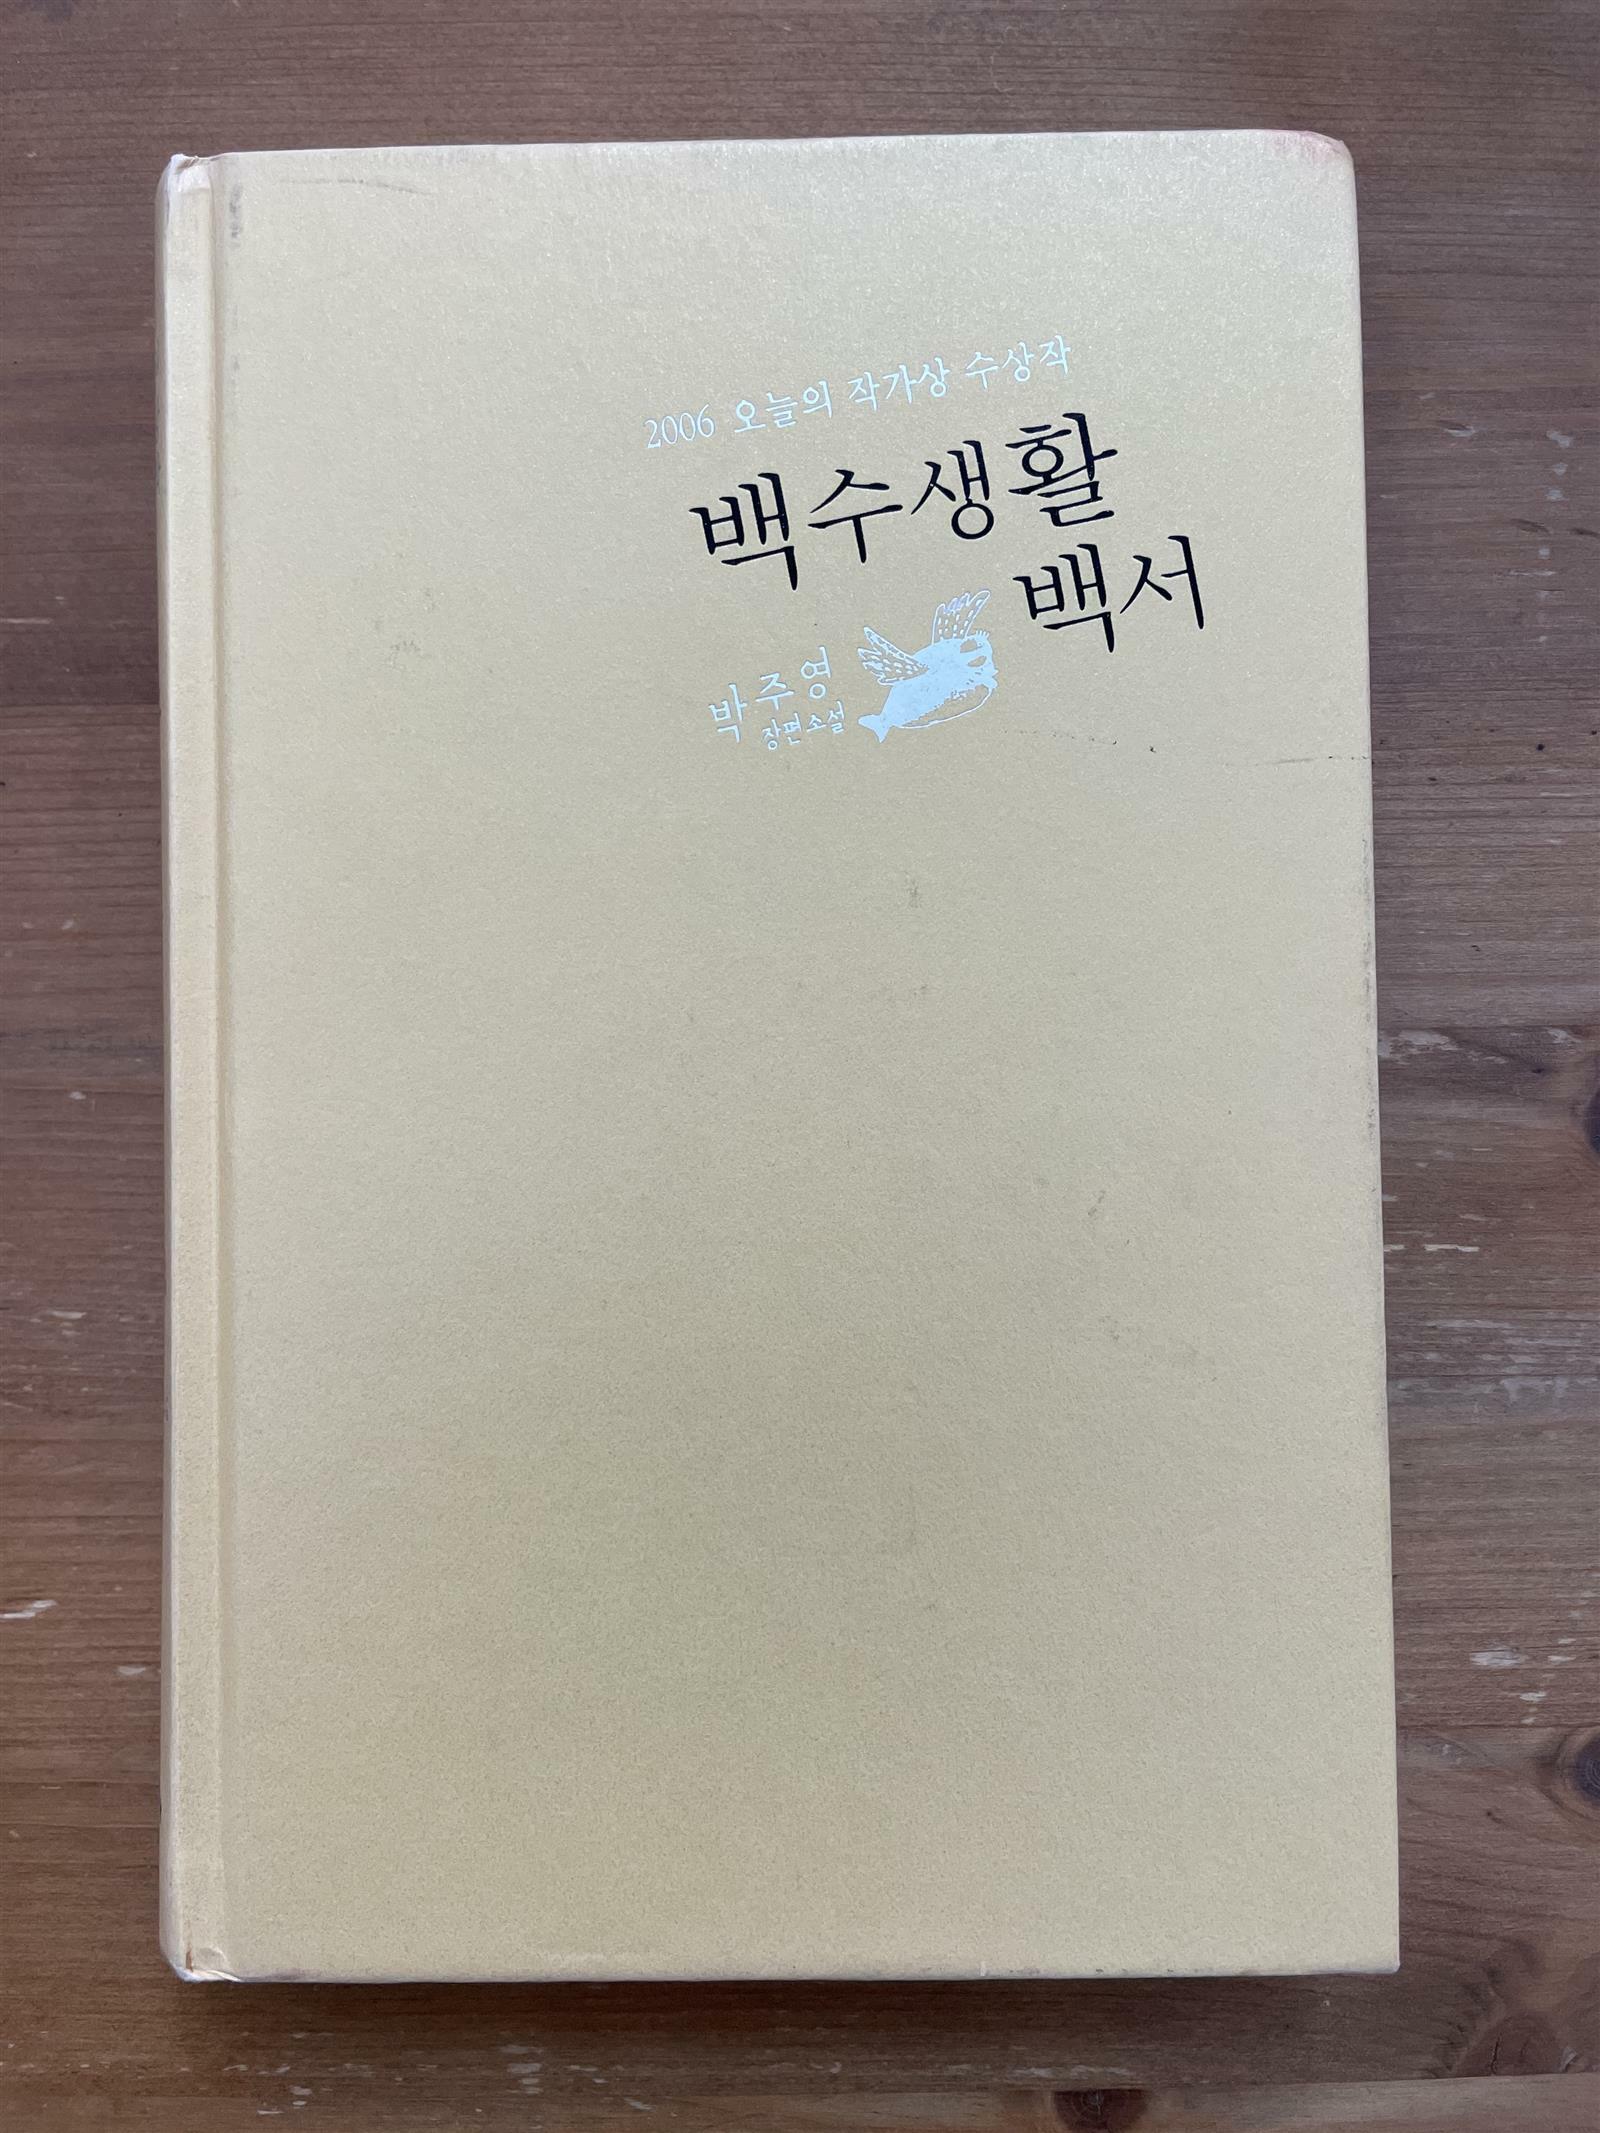 2006 오늘의 작가상 수상작
백수생활
백서
박주영
장편소설